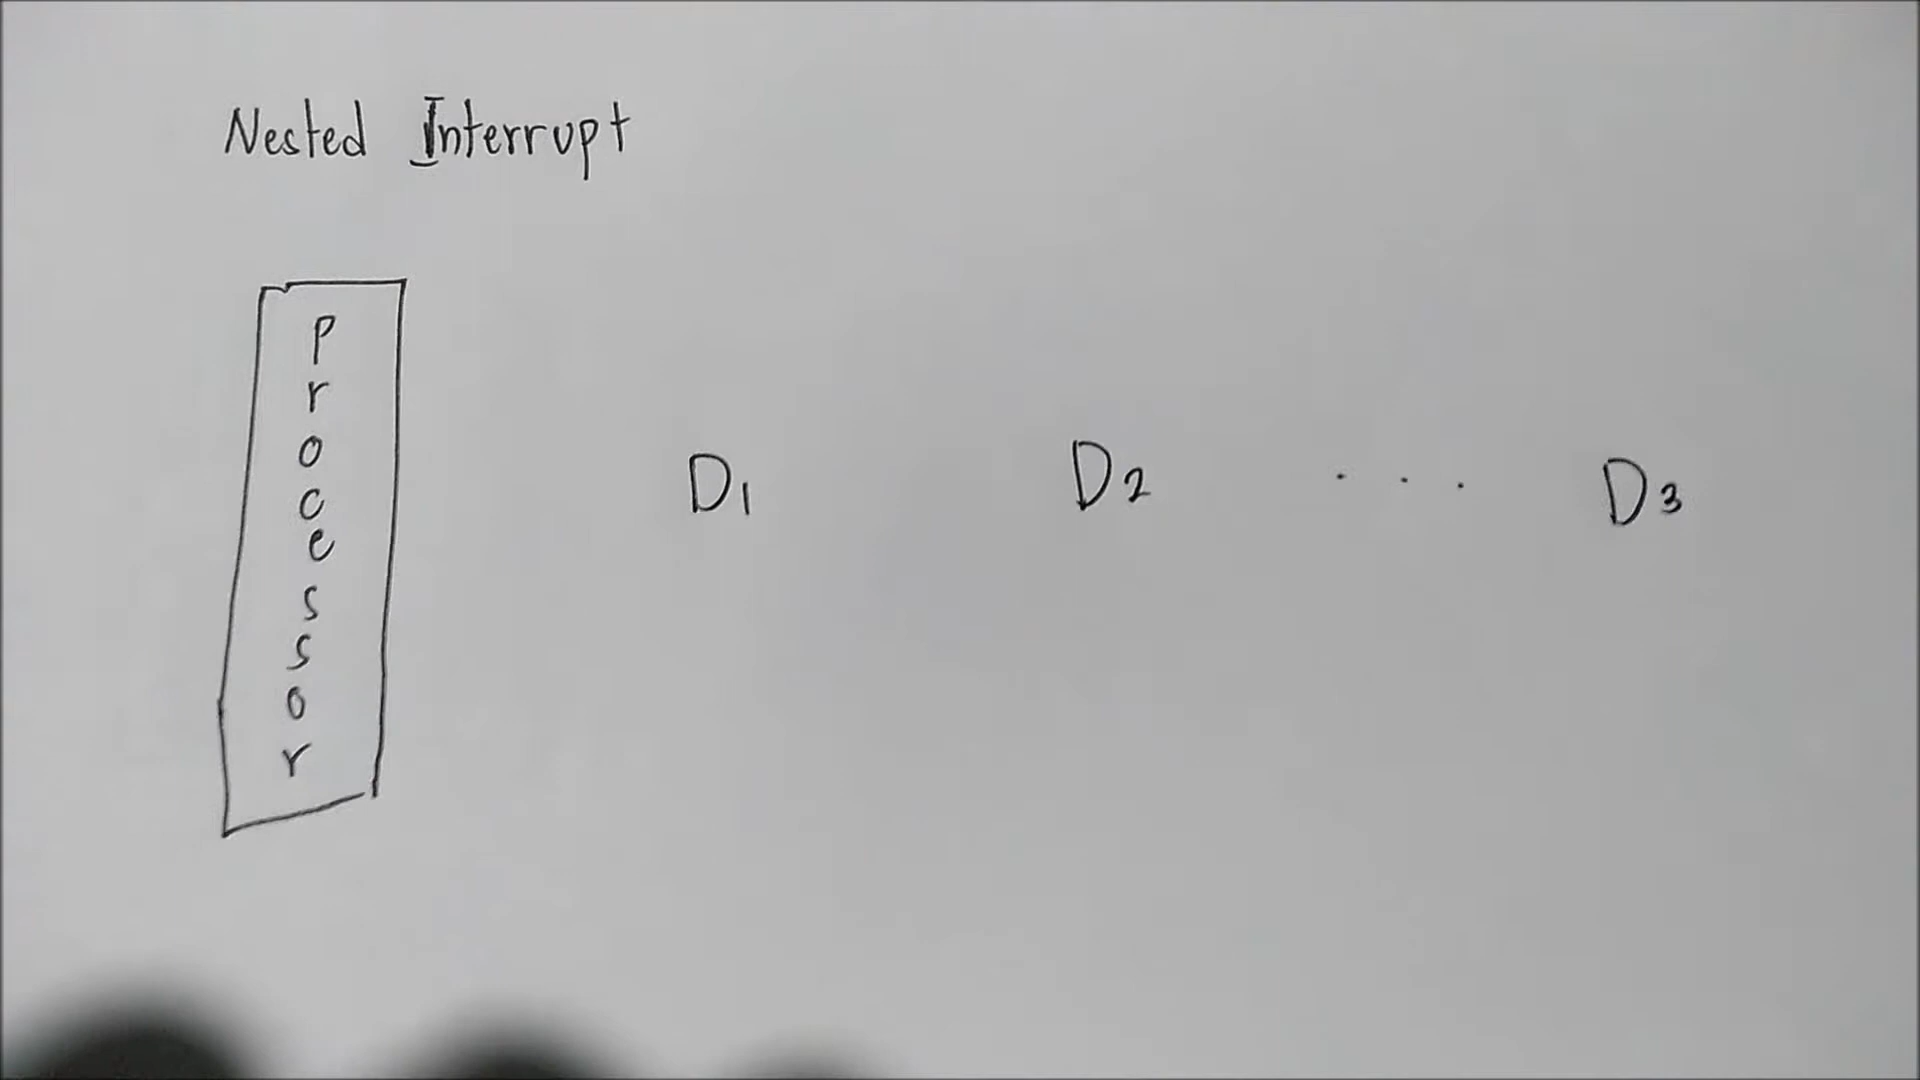 Nested Interrupt
Processor
D1 D2 . . . D3